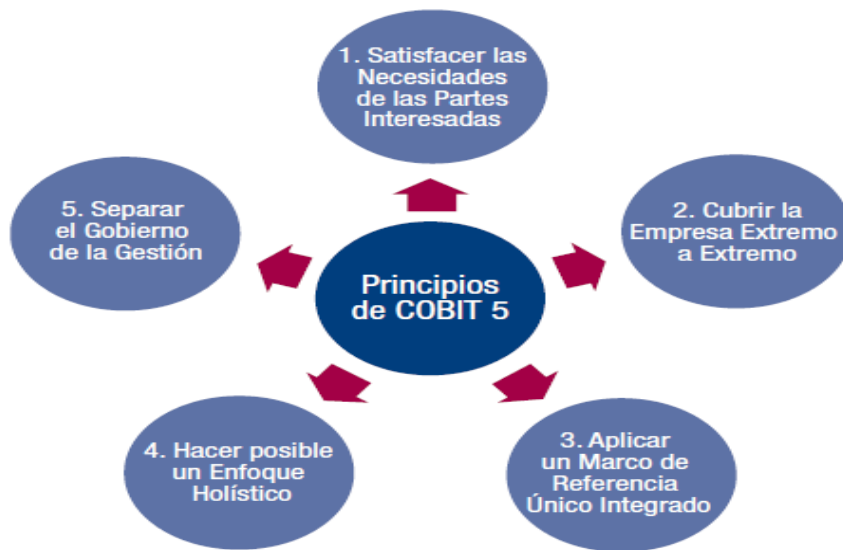 1. Satisfacer las
Necesidades
de las Partes
Interesadas
2. Cubrir la
Empresa Extremo
a Extremo
3. Aplicar
un Marco de
Referencia
Único Integrado
4. Hacer posible
un Enfoque
Holístico
5. Separar
el Gobierno
de la Gestión
Principios
de COBIT 5